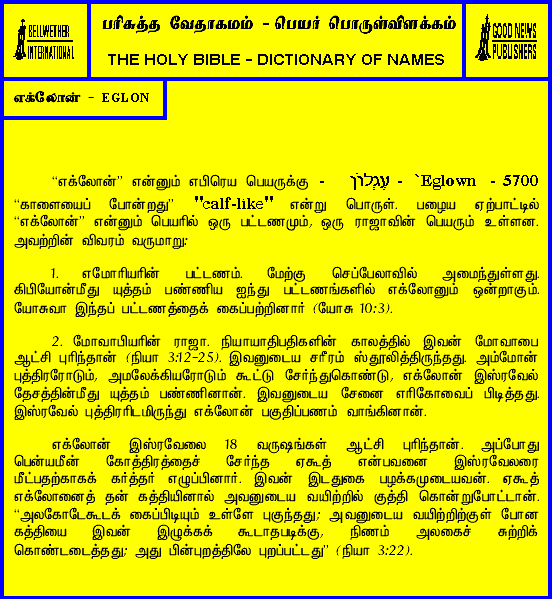 BELLWETHER
INTERNATIONAL
பரிசுத்த வேதாகமம் - பெயர் பொருள்விளக்கம்
THE HOLY BIBLE - DICTIONARY OF NAMES
GOOD NEWS
PUBLISHERS
எக்லோன் - EGLON
“எக்லோன்” என்னும் எபிரெய பெயருக்கு - עֶגְלוֹן - `Eglown - 5700
“காளையைப் போன்றது” "calf-like" என்று பொருள். பழைய ஏற்பாட்டில்
“எக்லோன்” என்னும் பெயரில் ஒரு பட்டணமும், ஒரு ராஜாவின் பெயரும் உள்ளன.
அவற்றின் விவரம் வருமாறு:
1. எமோரியரின் பட்டணம். மேற்கு செப்பேலாவில் அமைந்துள்ளது.
கிபியோன்மீது யுத்தம் பண்ணிய ஐந்து பட்டணங்களில் எக்லோனும் ஒன்றாகும்.
யோசுவா இந்தப் பட்டணத்தைக் கைப்பற்றினார் (யோசு 10:3).
2. மோவாபியரின் ராஜா. நியாயாதிபதிகளின் காலத்தில் இவன் மோவாபை
ஆட்சி புரிந்தான் (நியா 3:12-25). இவனுடைய சரீரம் ஸ்தூலித்திருந்தது. அம்மோன்
புத்திரரோடும், அமலேக்கியரோடும் கூட்டு சேர்ந்துகொண்டு, எக்லோன் இஸ்ரவேல்
தேசத்தின்மீது யுத்தம் பண்ணினான். இவனுடைய சேனை எரிகோவைப் பிடித்தது.
இஸ்ரவேல் புத்திரரிடமிருந்து எக்லோன் பகுதிப்பணம் வாங்கினான்.
எக்லோன் இஸ்ரவேலை 18 வருஷங்கள் ஆட்சி புரிந்தான். அப்போது
பென்யமீன் கோத்திரத்தைச் சேர்ந்த ஏகூத் என்பவனை இஸ்ரவேலரை
மீட்பதற்காகக் கர்த்தர் எழுப்பினார். இவன் இடதுகை பழக்கமுடையவன். ஏகூத்
எக்லோனைத் தன் கத்தியினால் அவனுடைய வயிற்றில் குத்தி கொன்றுபோட்டான்.
“அலகோடேகூடக் கைப்பிடியும் உள்ளே புகுந்தது; அவனுடைய வயிற்றிற்குள் போன
கத்தியை இவன் இழுக்கக் கூடாதபடிக்கு, நிணம் அலகைச் சுற்றிக்
கொண்டடைத்தது; அது பின்புறத்திலே புறப்பட்டது” (நியா 3:22).